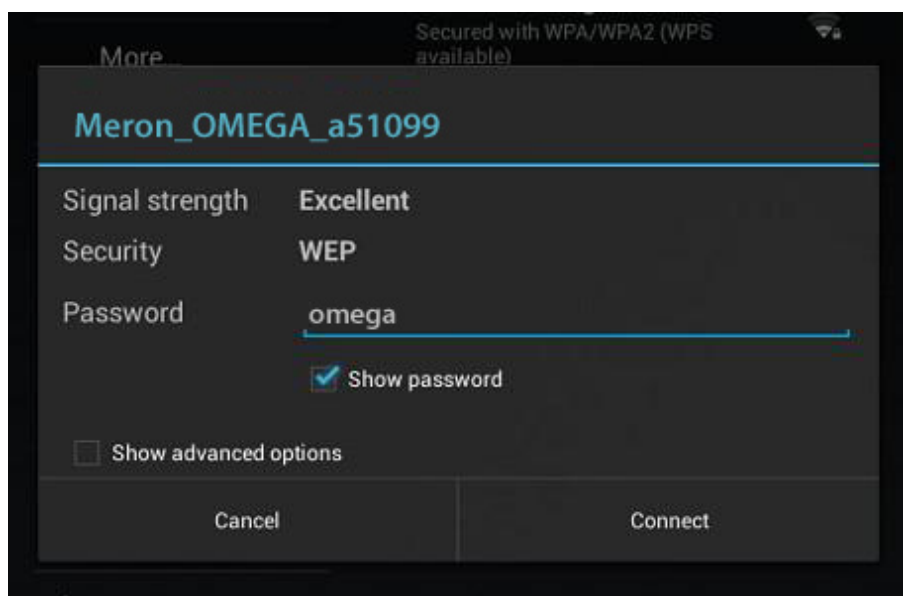 Secured with WPA/WPA2 (WPS
available)
More...
Meron_OMEGA_a51099
Signal strength Excellent
Security WEP
Password omega
Show password
Show advanced options
Cancel Connect